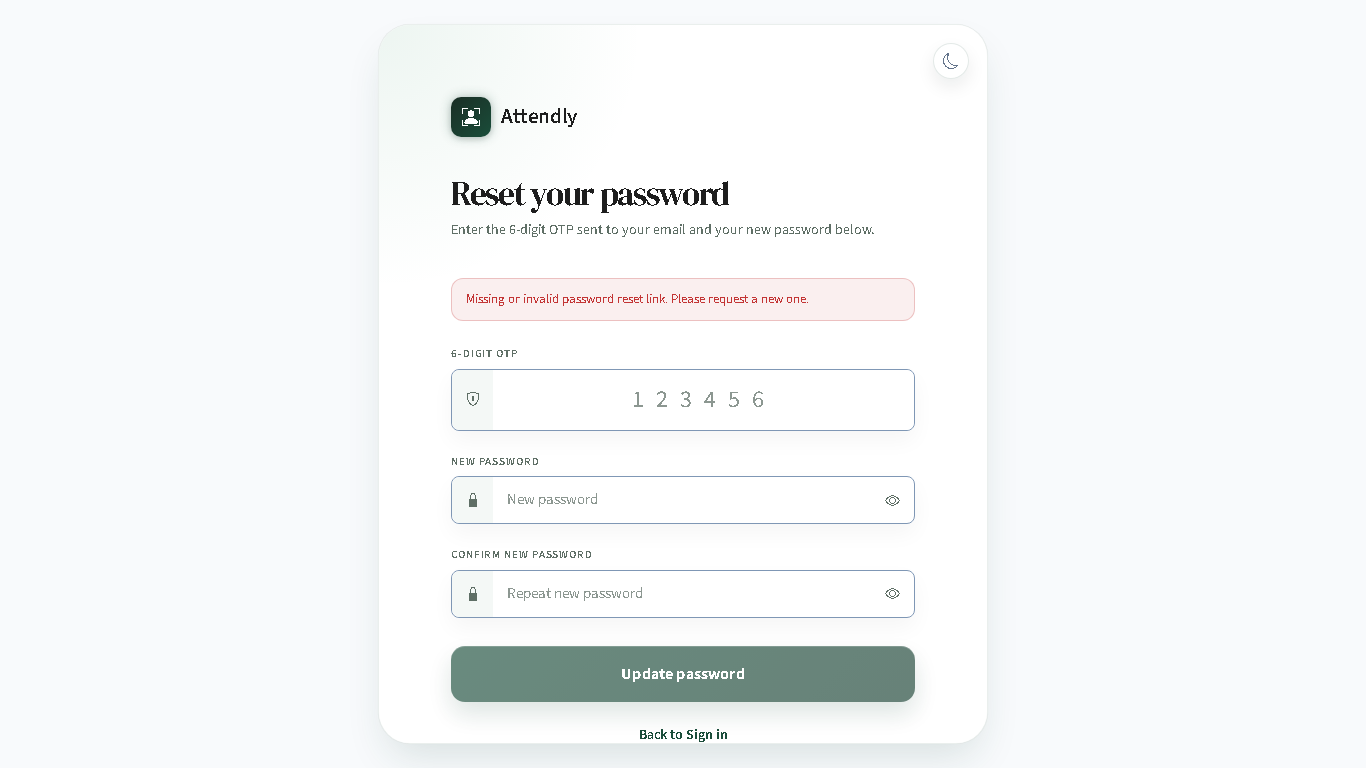 Attendly
Reset your password
Enter the 6-digit OTP sent to your email and your new password below.
Missing or invalid password reset link. Please request a new one.
6-DIGIT OTP
1 2 3 4 5 6
NEW PASSWORD
New password
CONFIRM NEW PASSWORD
Repeat new password
Update password
Back to Sign in